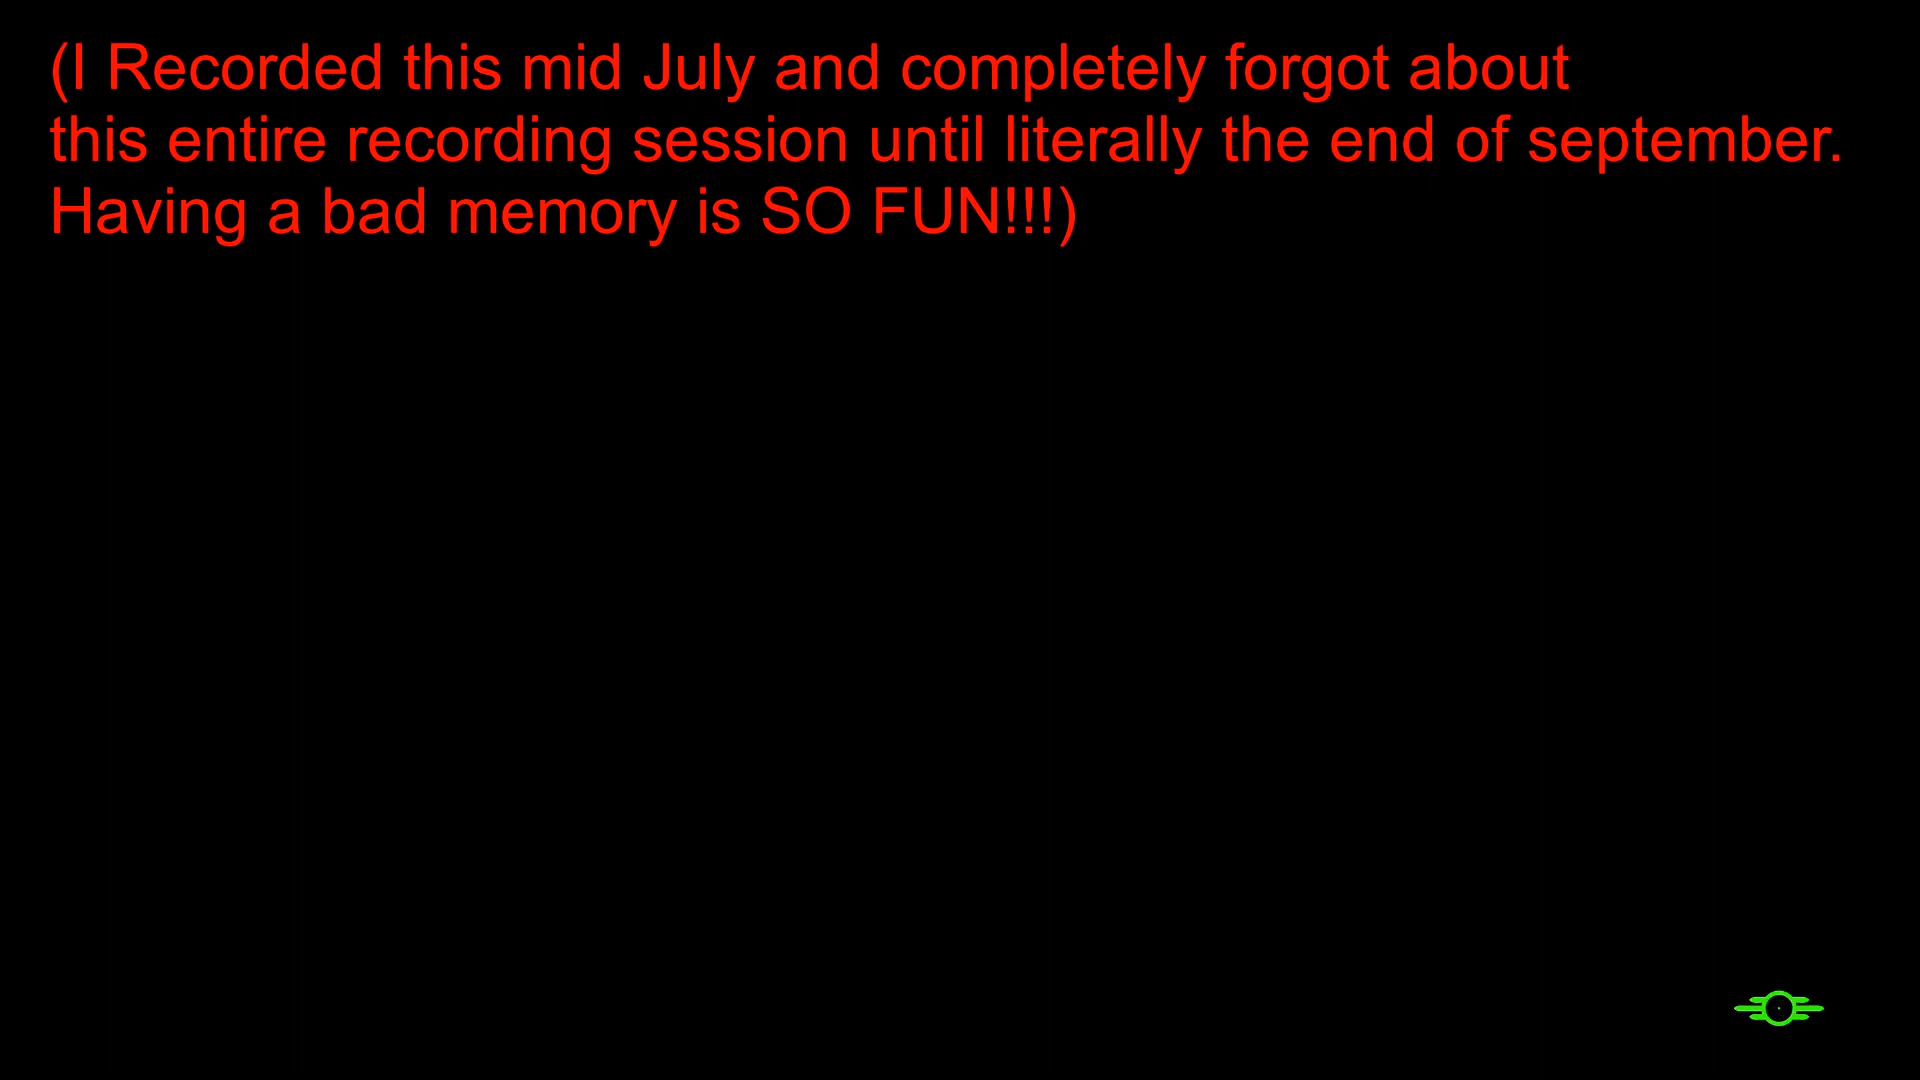 (I Recorded this mid July and completely forgot about
this entire recording session until literally the end of september.
Having a bad memory is SO FUN!!!)